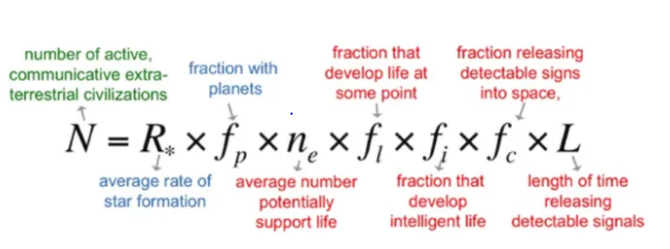 number of active,
communicative extra-
terrestrial civilizations
fraction with
planets
fraction that
develop life at
some point
fraction releasing
detectable signs
into space,
N = R* × fp × ne × fl × fi × fc × L
average rate of
star formation
average number
potentially
support life
fraction that
develop
intelligent life
length of time
releasing
detectable signals